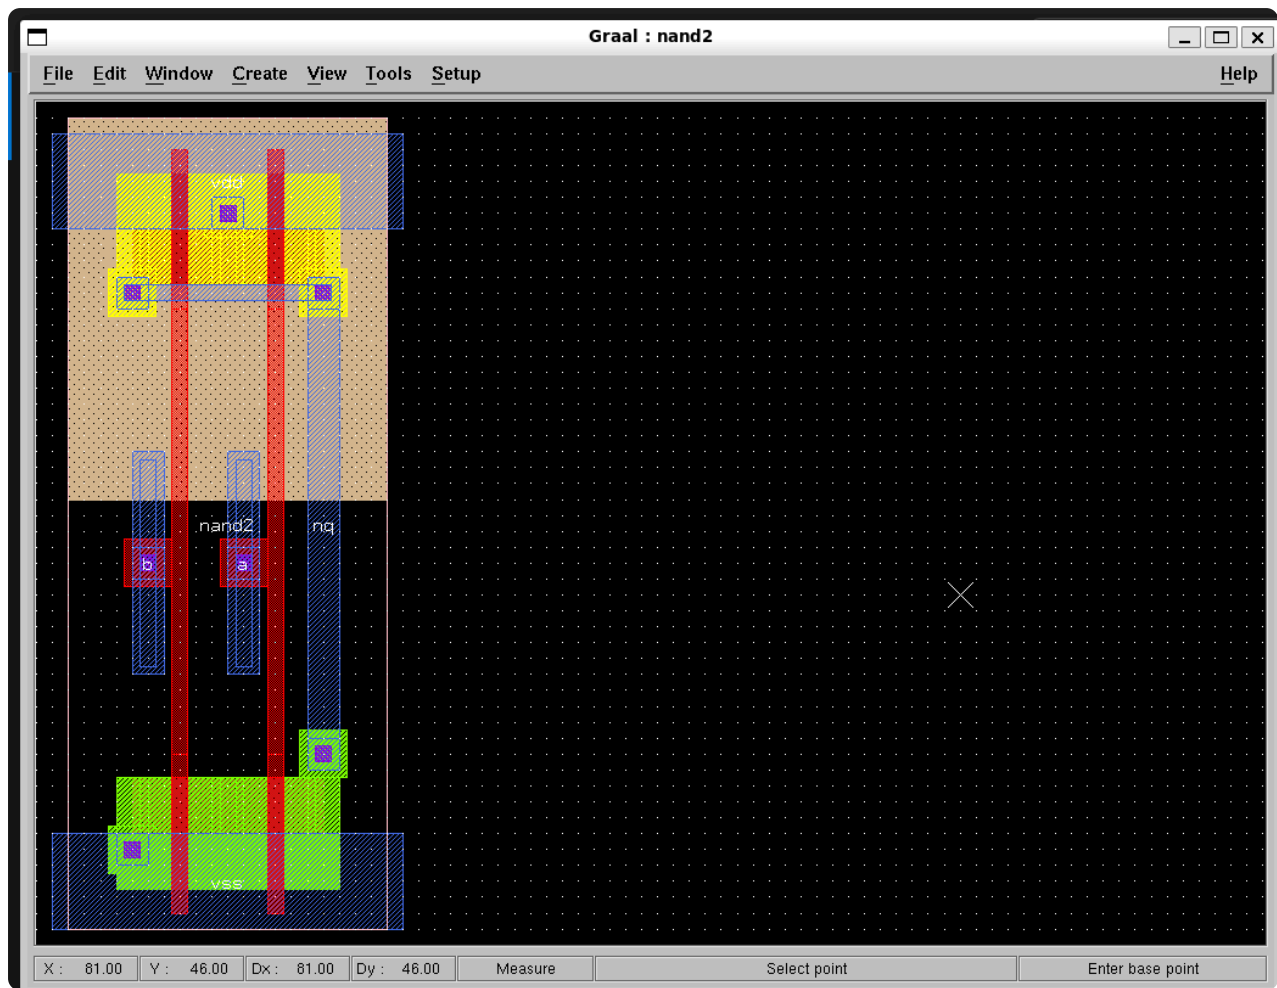 Graal : nand2
File Edit Window Create View Tools Setup Help
vdd
nand2 nq
b a
vss
X : 81.00 Y : 46.00 Dx : 81.00 Dy : 46.00 Measure Select point Enter base point